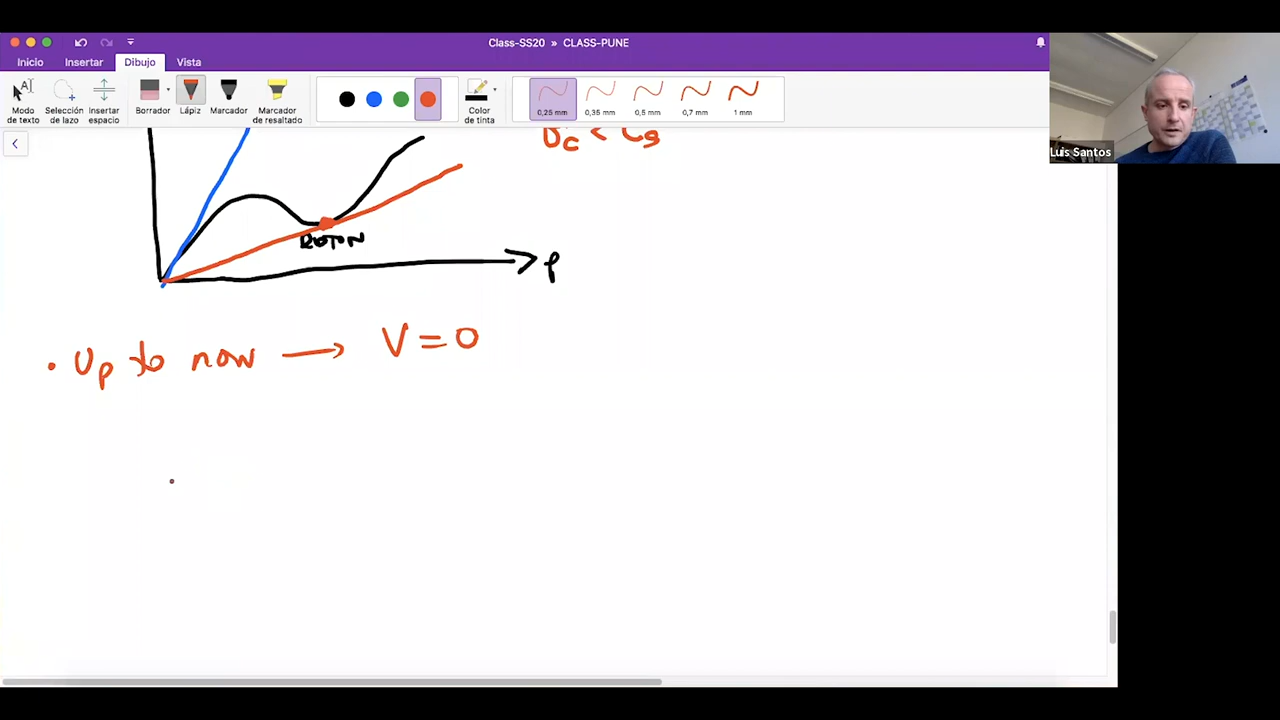 Class-SS20 » CLASS-PUNE
Inicio Insertar Dibujo Vista
Modo de texto
Selección de lazo
Insertar espacio
Borrador
Lápiz
Marcador
Marcador de resaltado
Color de tinta
0,25 mm
0,35 mm
0,5 mm
0,7 mm
1 mm
Luis Santos
ROTON
p
• Up to now → V = 0